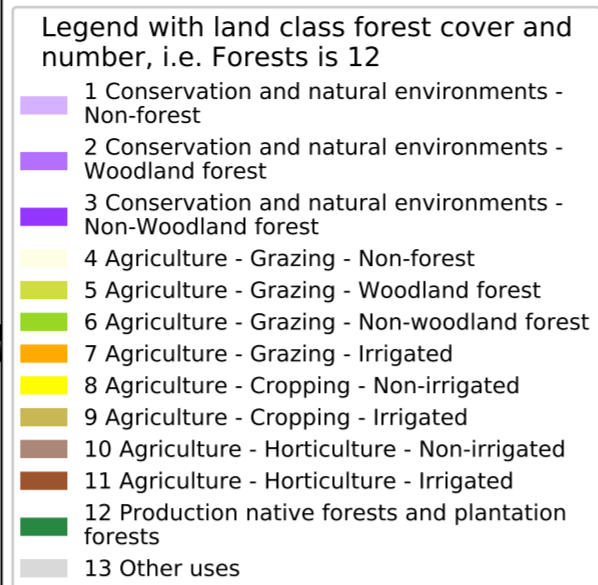 Legend with land class forest cover and
number, i.e. Forests is 12
1 Conservation and natural environments -
Non-forest
2 Conservation and natural environments -
Woodland forest
3 Conservation and natural environments -
Non-Woodland forest
4 Agriculture - Grazing - Non-forest
5 Agriculture - Grazing - Woodland forest
6 Agriculture - Grazing - Non-woodland forest
7 Agriculture - Grazing - Irrigated
8 Agriculture - Cropping - Non-irrigated
9 Agriculture - Cropping - Irrigated
10 Agriculture - Horticulture - Non-irrigated
11 Agriculture - Horticulture - Irrigated
12 Production native forests and plantation
forests
13 Other uses